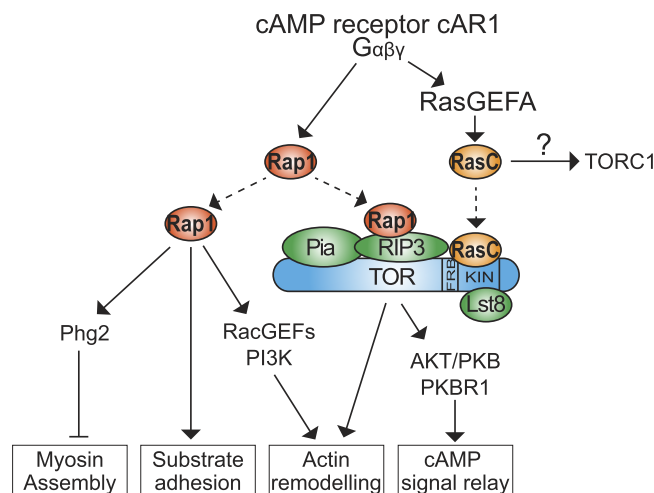 cAMP receptor cAR1
Gαβγ
RasGEFA
?
Rap1
RasC
TORC1
Rap1
Rap1
Pia
RIP3
RasC
TOR
FRB
KIN
Lst8
Phg2
RacGEFs
PI3K
AKT/PKB
PKBR1
Myosin
Assembly
Substrate
adhesion
Actin
remodelling
cAMP
signal relay